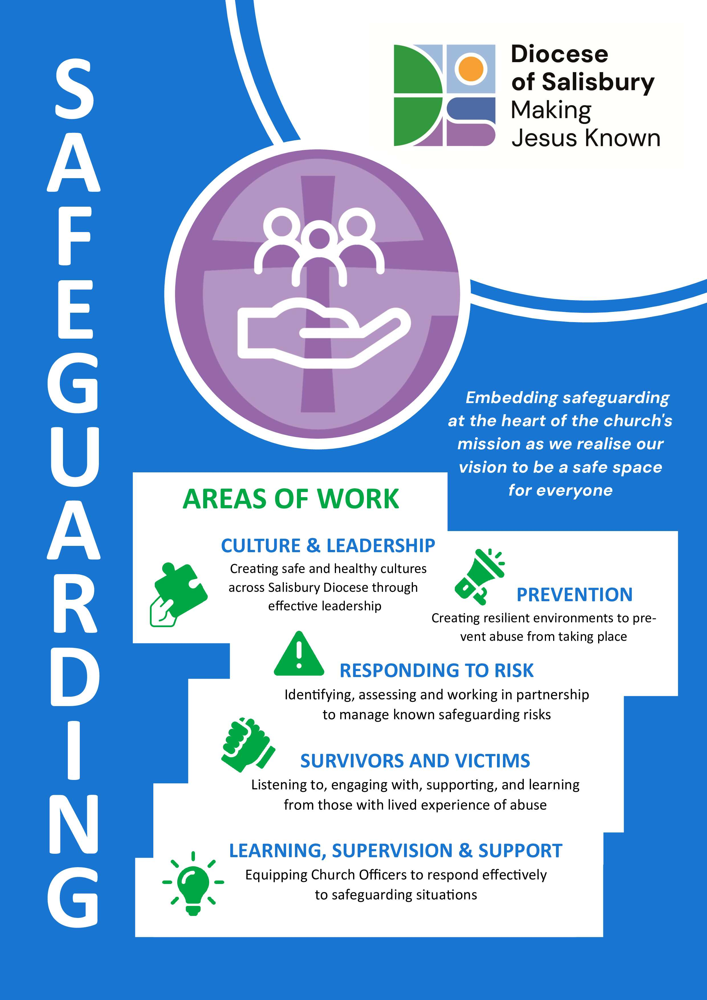 SAFEGUARDING
Diocese
of Salisbury
Making
Jesus Known
Embedding safeguarding
at the heart of the church's
mission as we realise our
vision to be a safe space
for everyone
AREAS OF WORK
CULTURE & LEADERSHIP
Creating safe and healthy cultures
across Salisbury Diocese through
effective leadership
PREVENTION
Creating resilient environments to pre-
vent abuse from taking place
RESPONDING TO RISK
Identifying, assessing and working in partnership
to manage known safeguarding risks
SURVIVORS AND VICTIMS
Listening to, engaging with, supporting, and learning
from those with lived experience of abuse
LEARNING, SUPERVISION & SUPPORT
Equipping Church Officers to respond effectively
to safeguarding situations